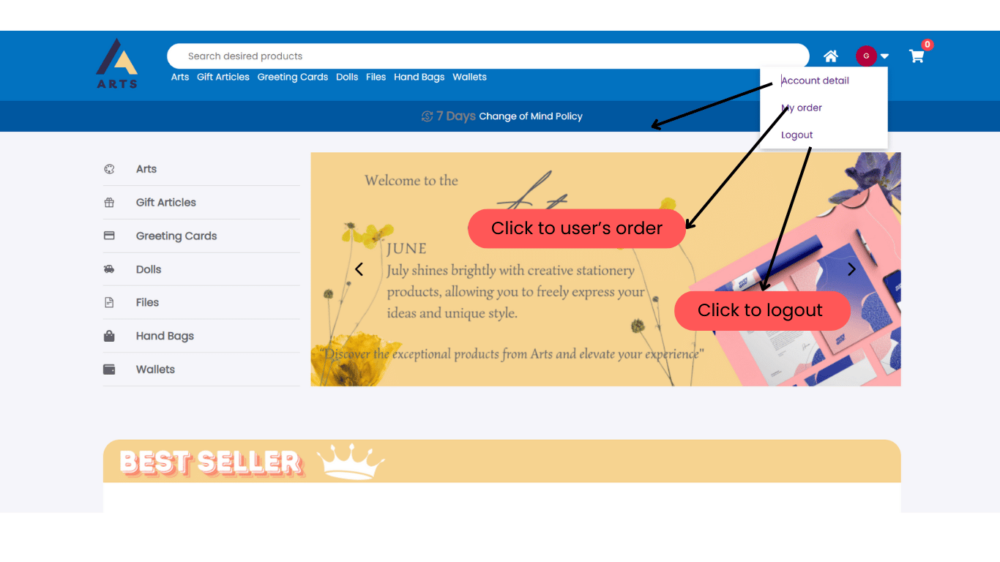 ARTS
Search desired products
G
0
Arts Gift Articles Greeting Cards Dolls Files Hand Bags Wallets
Account detail
My order
Logout
7 Days Change of Mind Policy
Arts
Gift Articles
Greeting Cards
Dolls
Files
Hand Bags
Wallets
Welcome to the
Click to user’s order
JUNE
July shines brightly with creative stationery
products, allowing you to freely express your
ideas and unique style.
Click to logout
"Discover the exceptional products from Arts and elevate your experience"
BEST SELLER